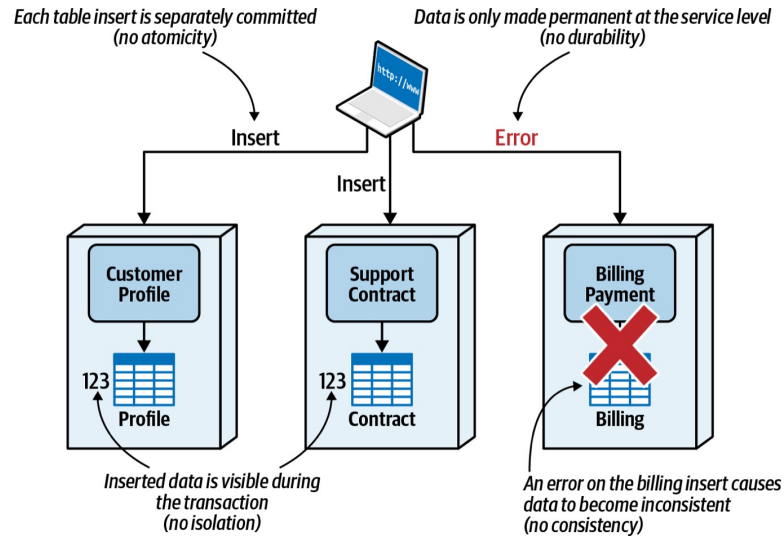 Each table insert is separately committed
(no atomicity)
Data is only made permanent at the service level
(no durability)
http://www
Insert
Insert
Error
Customer
Profile
Support
Contract
Billing
Payment
123
Profile
123
Contract
Billing
Inserted data is visible during
the transaction
(no isolation)
An error on the billing insert causes
data to become inconsistent
(no consistency)